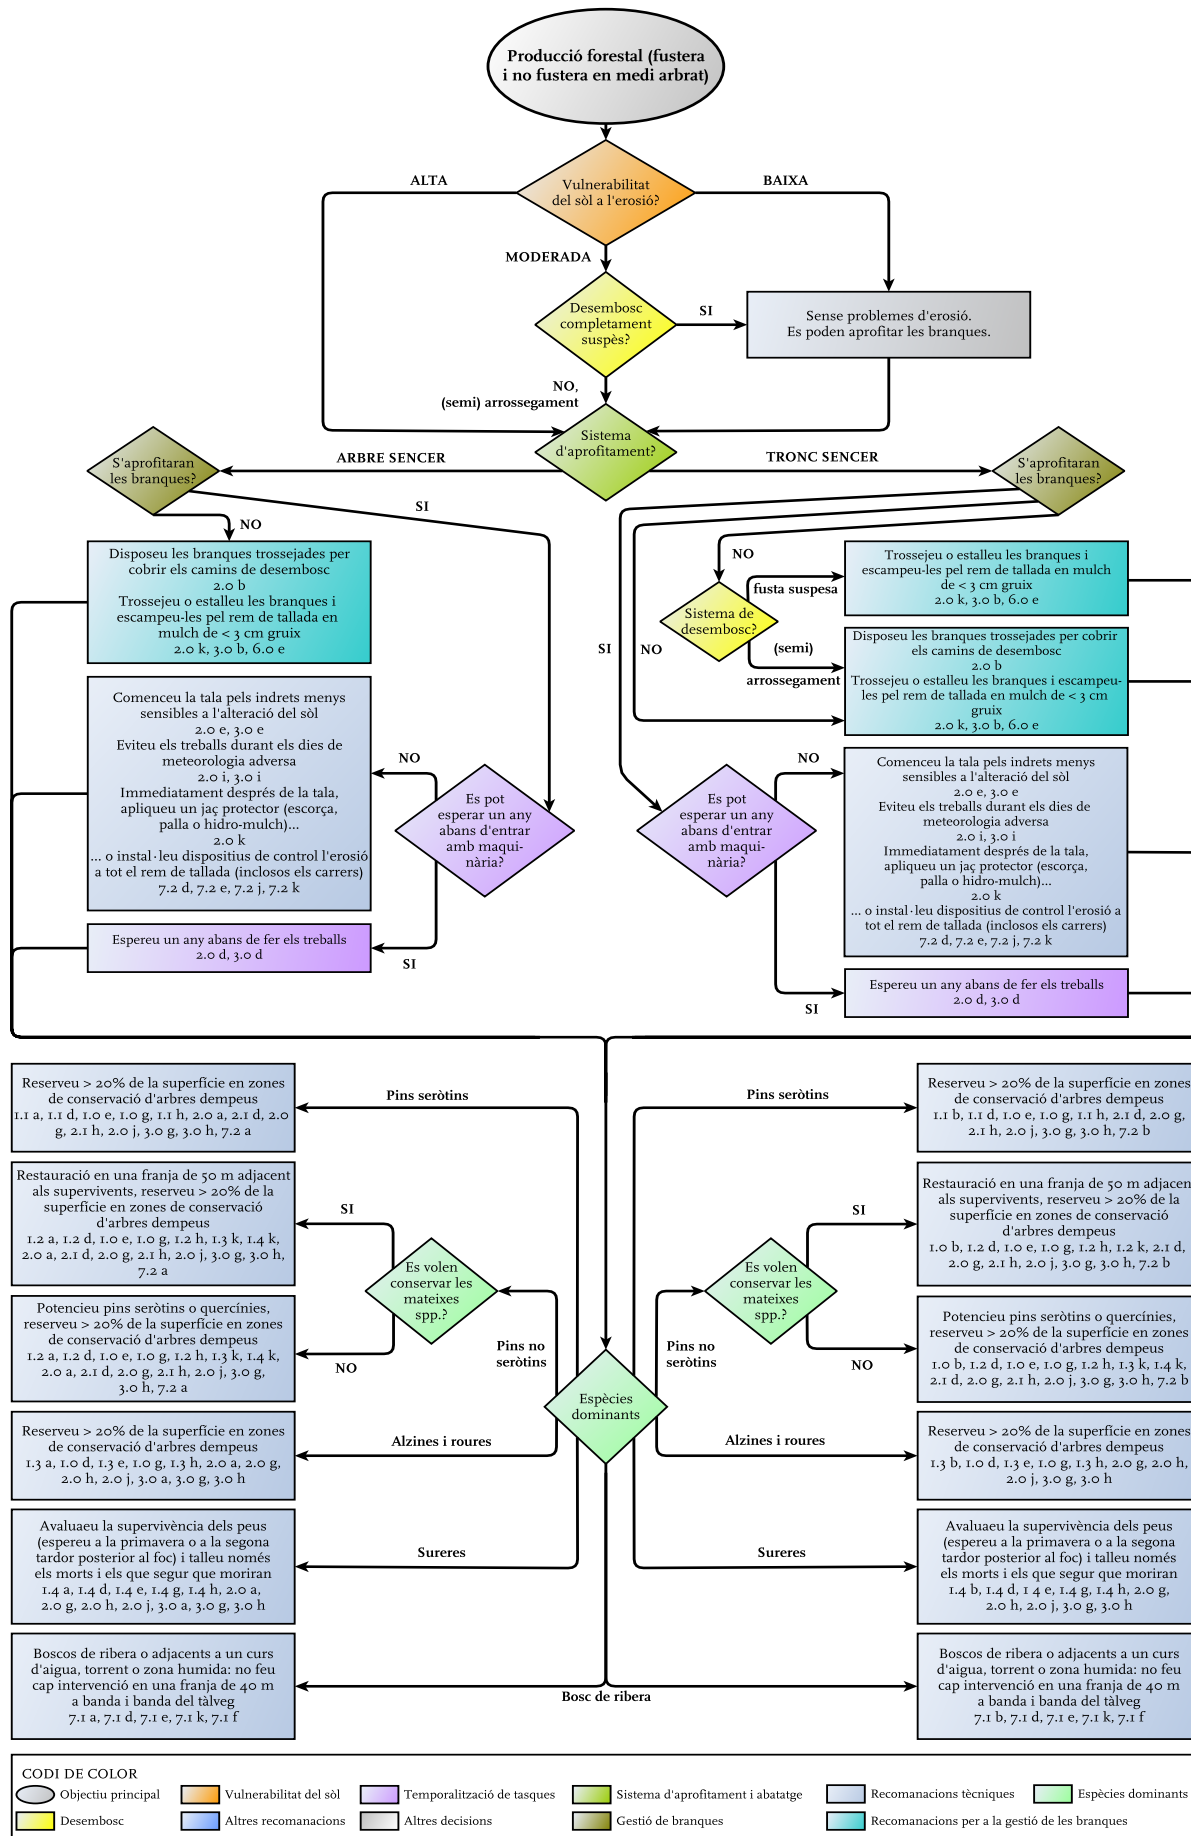 Producció forestal (fustera
i no fustera en medi arbrat)
ALTA
Vulnerabilitat
del sòl a l'erosió?
BAIXA
MODERADA
Desembosc
completament
suspès?
SI
Sense problemes d'erosió.
Es poden aprofitar les branques.
NO,
(semi) arrossegament
Sistema
d'aprofitament?
ARBRE SENCER
TRONC SENCER
S'aprofitaran
les branques?
S'aprofitaran
les branques?
SI
NO
Disposeu les branques trossejades per
cobrir els camins de desembosc
2.0 b
Trossejeu o estalleu les branques i
escampeu-les pel rem de tallada en
mulch de < 3 cm gruix
2.0 k, 3.0 b, 6.0 e
NO
Sistema de
desembosc?
fusta suspesa
(semi)
arrossegament
SI
NO
Trossejeu o estalleu les branques i
escampeu-les pel rem de tallada en mulch
de < 3 cm gruix
2.0 k, 3.0 b, 6.0 e
Disposeu les branques trossejades per cobrir
els camins de desembosc
2.0 b
Trossejeu o estalleu les branques i escampeu-
les pel rem de tallada en mulch de < 3 cm
gruix
2.0 k, 3.0 b, 6.0 e
Comenceu la tala pels indrets menys
sensibles a l'alteració del sòl
2.0 e, 3.0 e
Eviteu els treballs durant els dies de
meteorologia adversa
2.0 i, 3.0 i
Immediatament després de la tala,
apliqueu un jaç protector (escorça,
palla o hidro-mulch)...
2.0 k
... o instal·leu dispositius de control l'erosió
a tot el rem de tallada (inclosos els carrers)
7.2 d, 7.2 e, 7.2 j, 7.2 k
NO
Es pot
esperar un any
abans d'entrar
amb maqui-
nària?
SI
Espereu un any abans de fer els treballs
2.0 d, 3.0 d
NO
Es pot
esperar un any
abans d'entrar
amb maqui-
nària?
SI
Comenceu la tala pels indrets menys
sensibles a l'alteració del sòl
2.0 e, 3.0 e
Eviteu els treballs durant els dies de
meteorologia adversa
2.0 i, 3.0 i
Immediatament després de la tala,
apliqueu un jaç protector (escorça,
palla o hidro-mulch)...
2.0 k
... o instal·leu dispositius de control l'erosió a
tot el rem de tallada (inclosos els carrers)
7.2 d, 7.2 e, 7.2 j, 7.2 k
Espereu un any abans de fer els treballs
2.0 d, 3.0 d
Reserveu > 20% de la superfície en zones
de conservació d'arbres dempeus
1.1 a, 1.1 d, 1.0 e, 1.0 g, 1.1 h, 2.0 a, 2.1 d, 2.0
g, 2.1 h, 2.0 j, 3.0 g, 3.0 h, 7.2 a
Pins seròtins
Pins seròtins
Reserveu > 20% de la superfície en zones
de conservació d'arbres dempeus
1.1 b, 1.1 d, 1.0 e, 1.0 g, 1.1 h, 2.1 d, 2.0 g,
2.1 h, 2.0 j, 3.0 g, 3.0 h, 7.2 b
Restauració en una franja de 50 m adjacent
als supervivents, reserveu > 20% de la
superfície en zones de conservació
d'arbres dempeus
1.2 a, 1.2 d, 1.0 e, 1.0 g, 1.2 h, 1.3 k, 1.4 k,
2.0 a, 2.1 d, 2.0 g, 2.1 h, 2.0 j, 3.0 g, 3.0 h,
7.2 a
SI
Es volen
conservar les
mateixes
spp.?
NO
Pins no
seròtins
SI
Es volen
conservar les
mateixes
spp.?
NO
Pins no
seròtins
Restauració en una franja de 50 m adjacen
als supervivents, reserveu > 20% de la
superfície en zones de conservació
d'arbres dempeus
1.0 b, 1.2 d, 1.0 e, 1.0 g, 1.2 h, 1.2 k, 2.1 d,
2.0 g, 2.1 h, 2.0 j, 3.0 g, 3.0 h, 7.2 b
Potencieu pins seròtins o quercínies,
reserveu > 20% de la superfície en zones
de conservació d'arbres dempeus
1.2 a, 1.2 d, 1.0 e, 1.0 g, 1.2 h, 1.3 k, 1.4 k,
2.0 a, 2.1 d, 2.0 g, 2.1 h, 2.0 j, 3.0 g,
3.0 h, 7.2 a
Potencieu pins seròtins o quercínies,
reserveu > 20% de la superfície en zones
de conservació d'arbres dempeus
1.0 b, 1.2 d, 1.0 e, 1.0 g, 1.2 h, 1.3 k, 1.4 k,
2.1 d, 2.0 g, 2.1 h, 2.0 j, 3.0 g, 3.0 h, 7.2 b
Espècies
dominants
Reserveu > 20% de la superfície en zones
de conservació d'arbres dempeus
1.3 a, 1.0 d, 1.3 e, 1.0 g, 1.3 h, 2.0 a, 2.0 g,
2.0 h, 2.0 j, 3.0 a, 3.0 g, 3.0 h
Alzines i roures
Alzines i roures
Reserveu > 20% de la superfície en zones
de conservació d'arbres dempeus
1.3 b, 1.0 d, 1.3 e, 1.0 g, 1.3 h, 2.0 g, 2.0 h,
2.0 j, 3.0 g, 3.0 h
Avaluaeu la supervivència dels peus
(espereu a la primavera o a la segona
tardor posterior al foc) i talleu només
els morts i els que segur que moriran
1.4 a, 1.4 d, 1.4 e, 1.4 g, 1.4 h, 2.0 a,
2.0 g, 2.0 h, 2.0 j, 3.0 a, 3.0 g, 3.0 h
Sureres
Sureres
Avaluaeu la supervivència dels peus
(espereu a la primavera o a la segona
tardor posterior al foc) i talleu només
els morts i els que segur que moriran
1.4 b, 1.4 d, 1 4 e, 1.4 g, 1.4 h, 2.0 g,
2.0 h, 2.0 j, 3.0 g, 3.0 h
Boscos de ribera o adjacents a un curs
d'aigua, torrent o zona humida: no feu
cap intervenció en una franja de 40 m
a banda i banda del tàlveg
7.1 a, 7.1 d, 7.1 e, 7.1 k, 7.1 f
Bosc de ribera
Boscos de ribera o adjacents a un curs
d'aigua, torrent o zona humida: no feu
cap intervenció en una franja de 40 m
a banda i banda del tàlveg
7.1 b, 7.1 d, 7.1 e, 7.1 k, 7.1 f
CODI DE COLOR
Objectiu principal
Vulnerabilitat del sòl
Temporalització de tasques
Sistema d'aprofitament i abatatge
Recomanacions tècniques
Espècies dominants
Desembosc
Altres recomanacions
Altres decisions
Gestió de branques
Recomanacions per a la gestió de les branques